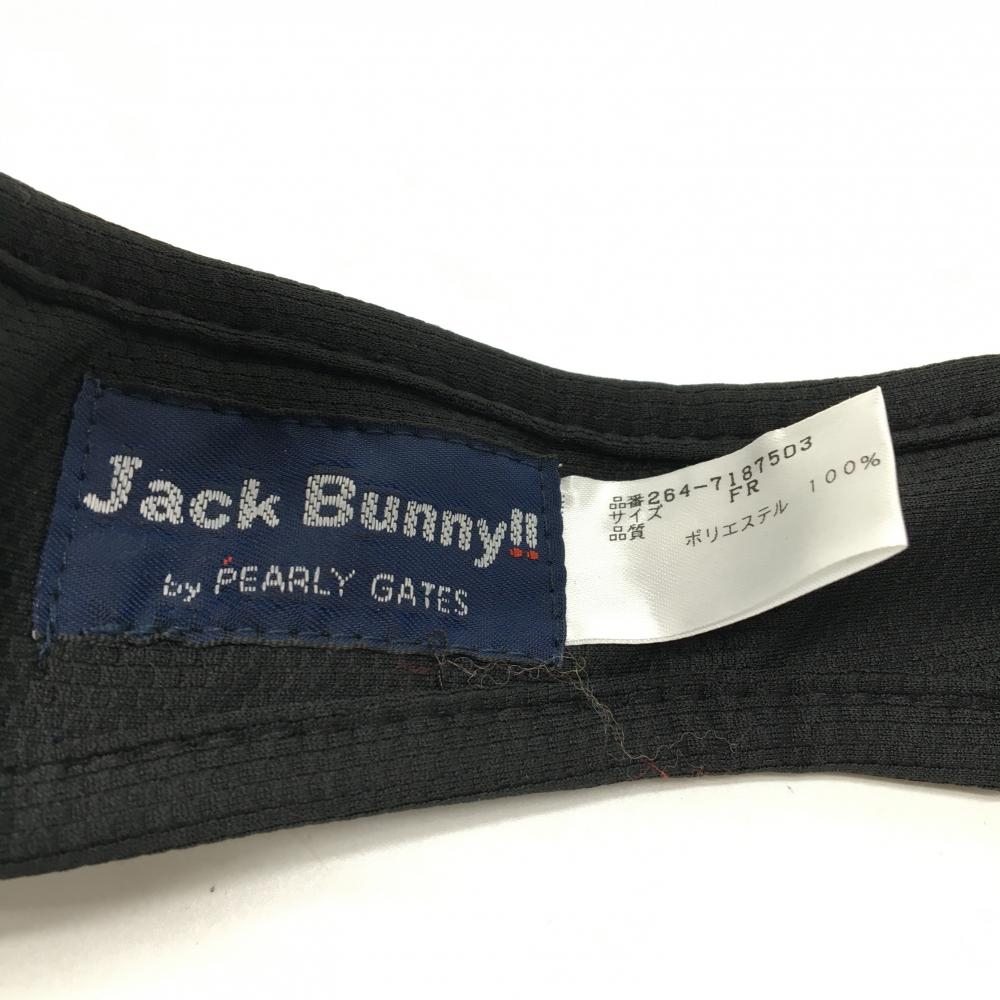 Jack Bunny!!
by PEARLY GATES
品番264-7187503
サイズ FR
品質 ポリエステル 100%